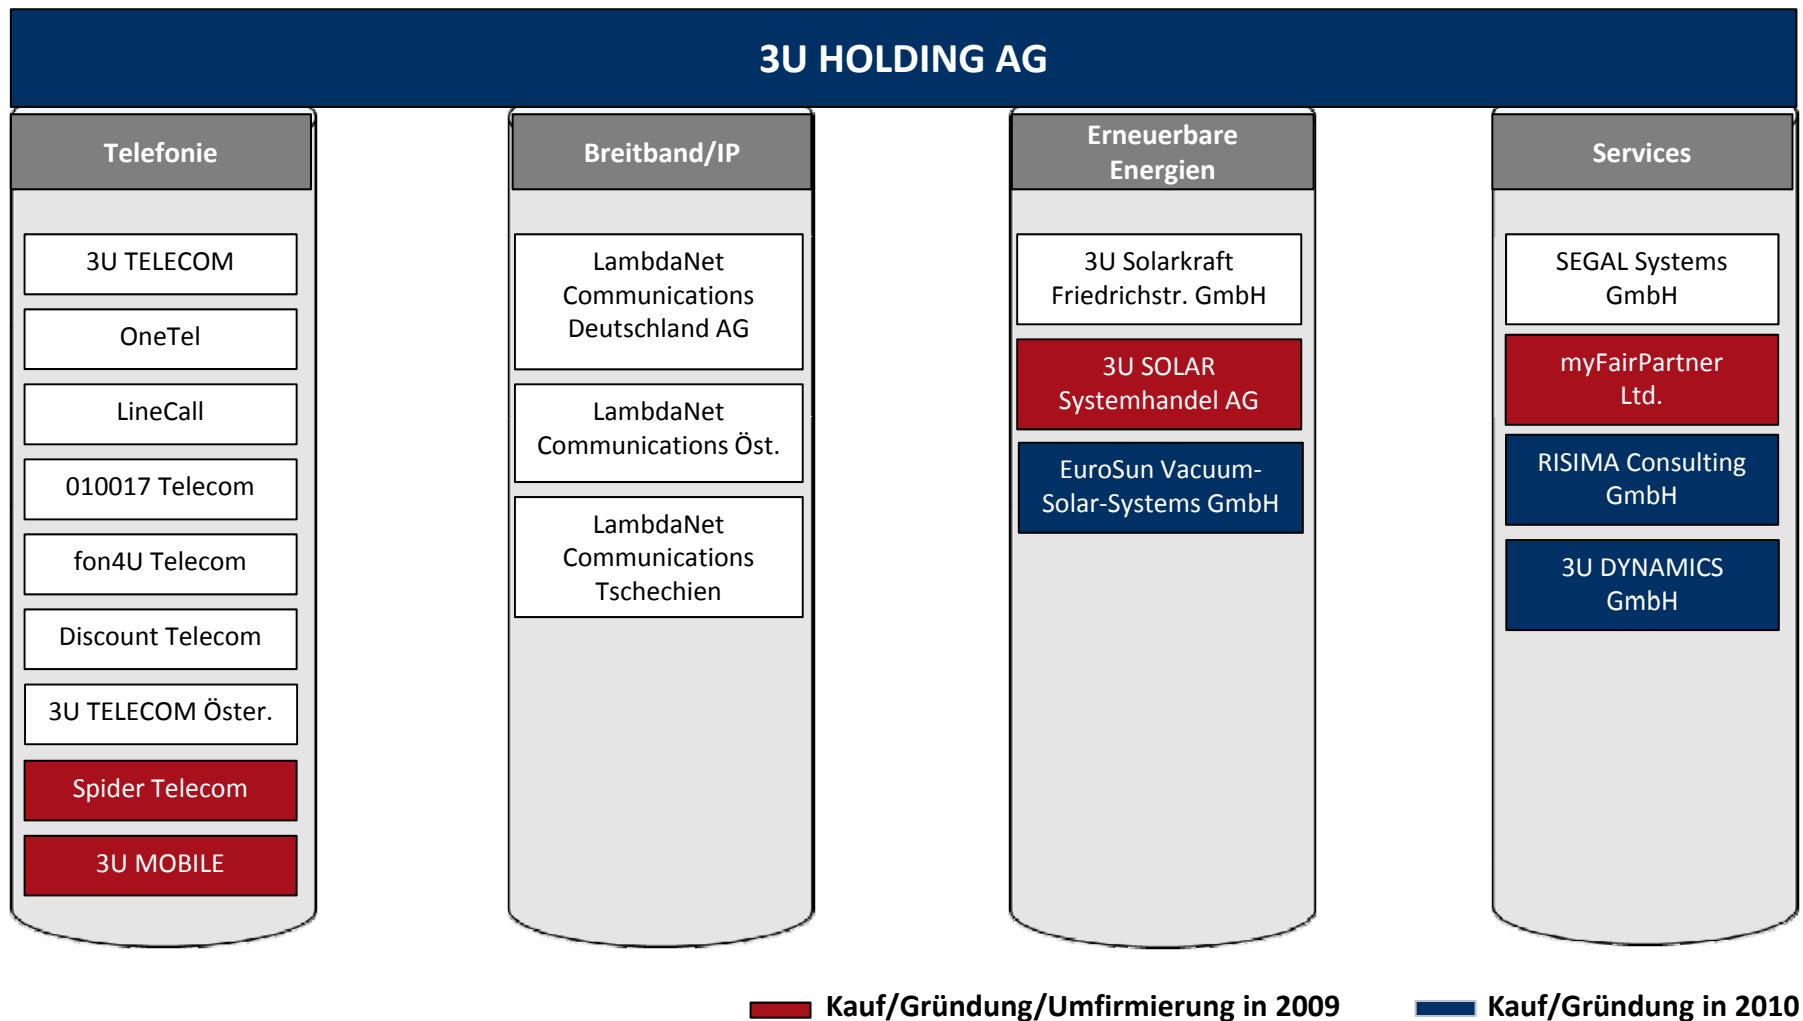 3U HOLDING AG
Telefonie
3U TELECOM
OneTel
LineCall
010017 Telecom
fon4U Telecom
Discount Telecom
3U TELECOM Öster.
Spider Telecom
3U MOBILE
Breitband/IP
LambdaNet
Communications
Deutschland AG
LambdaNet
Communications Öst.
LambdaNet
Communications
Tschechien
Erneuerbare
Energien
3U Solarkraft
Friedrichstr. GmbH
3U SOLAR
Systemhandel AG
EuroSun Vacuum-
Solar-Systems GmbH
Services
SEGAL Systems
GmbH
myFairPartner
Ltd.
RISIMA Consulting
GmbH
3U DYNAMICS
GmbH
Kauf/Gründung/Umfirmierung in 2009
Kauf/Gründung in 2010